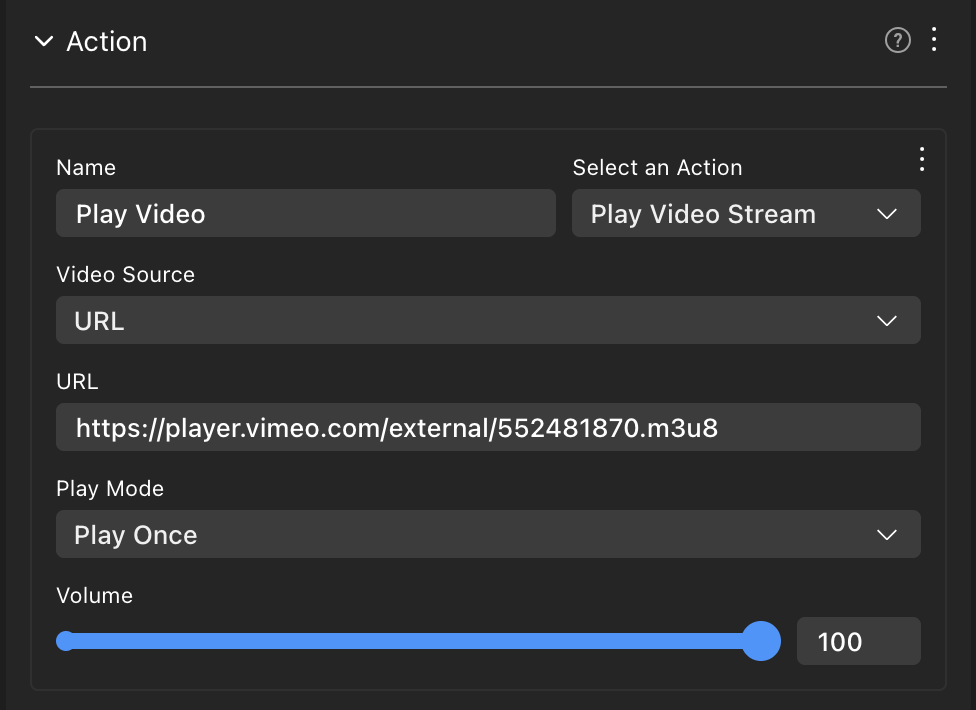 Action
?
Name
Select an Action
Play Video
Play Video Stream
Video Source
URL
URL
https://player.vimeo.com/external/552481870.m3u8
Play Mode
Play Once
Volume
100